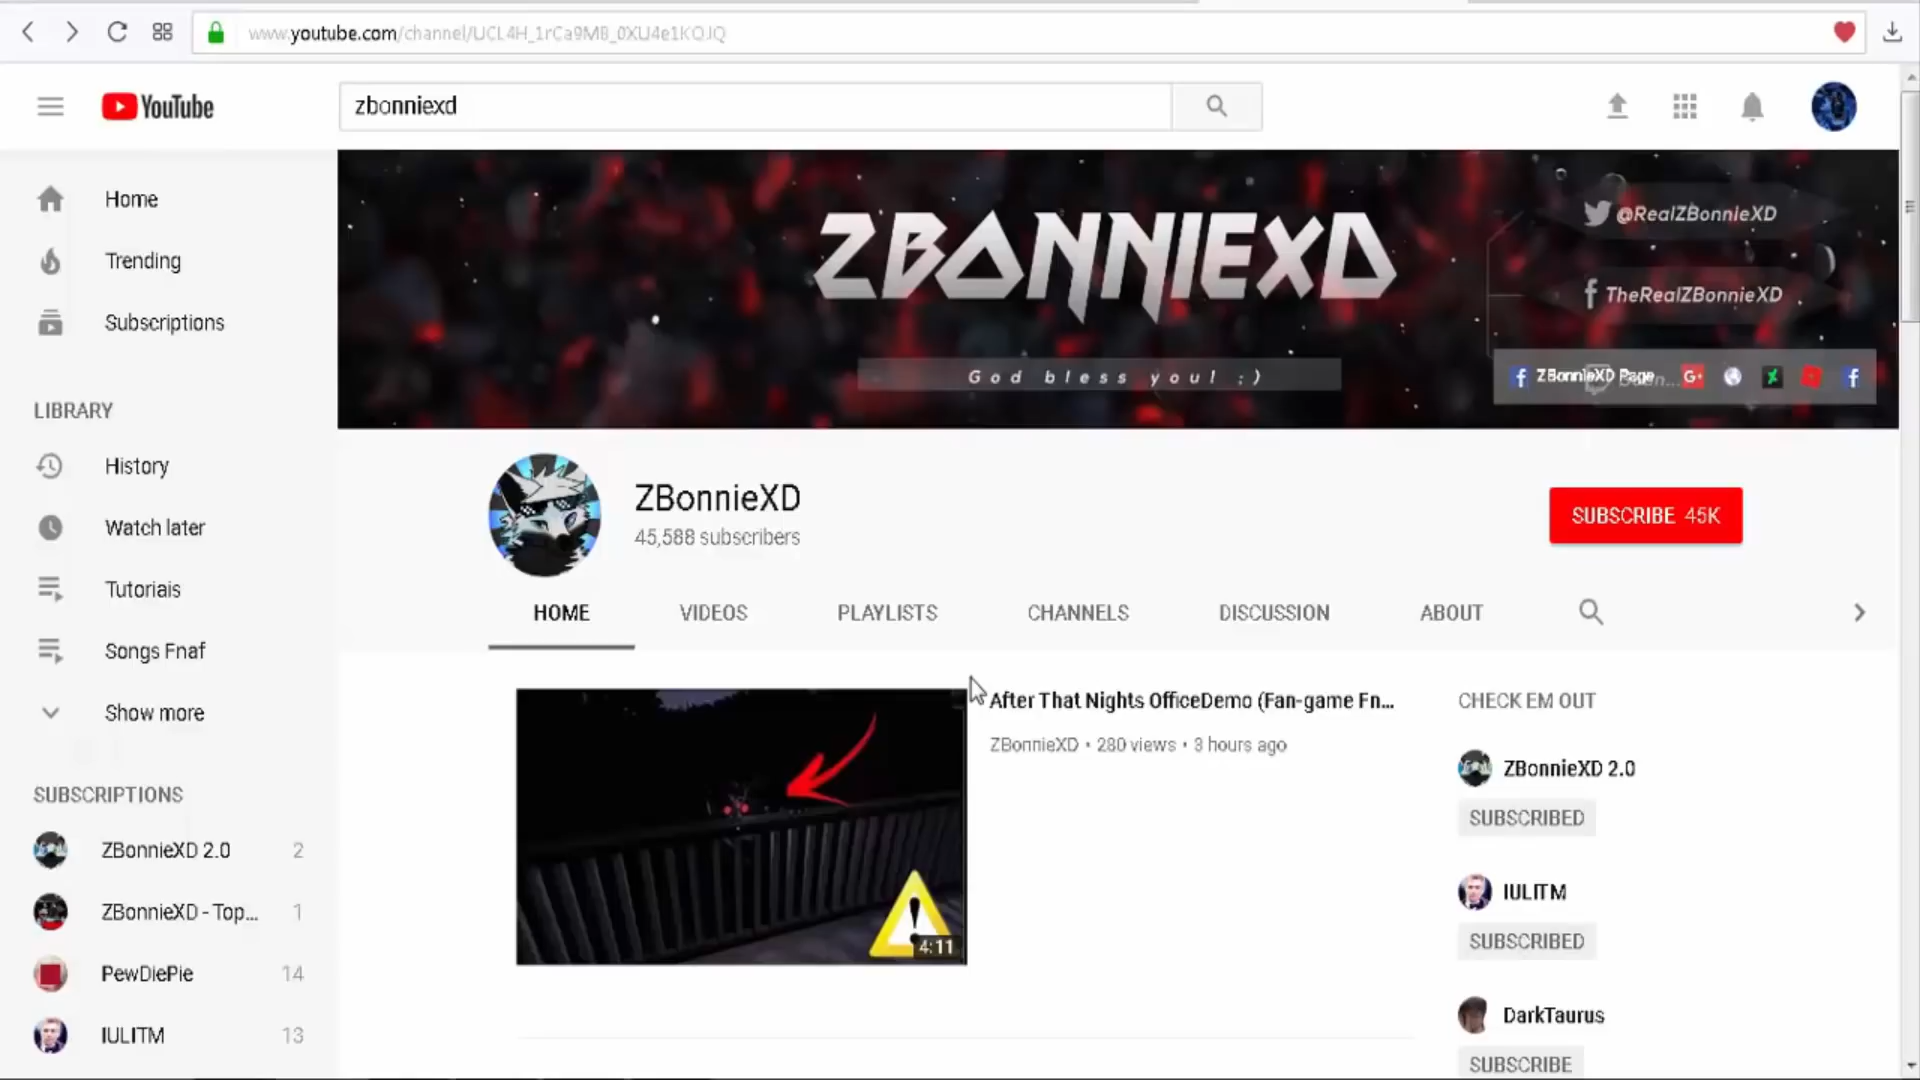 www.youtube.com/channel/UCL4H_1rCa9MB_0XU4e1KQJQ
YouTube
zbonniexd
Home
Trending
Subscriptions
LIBRARY
History
Watch later
Tutoriais
Songs Fnaf
Show more
SUBSCRIPTIONS
ZBonnieXD 2.0 2
ZBonnieXD - Top... 1
PewDiePie 14
IULITM 13
ZBONNIEXD
God bless you! ;)
@RealZBonnieXD
TheRealZBonnieXD
ZBonnieXD Page
G+
ZBonnieXD
45,588 subscribers
SUBSCRIBE 45K
HOME VIDEOS PLAYLISTS CHANNELS DISCUSSION ABOUT
4:11
After That Nights OfficeDemo (Fan-game Fn...
ZBonnieXD • 280 views • 3 hours ago
CHECK EM OUT
ZBonnieXD 2.0
SUBSCRIBED
IULITM
SUBSCRIBED
DarkTaurus
SUBSCRIBE